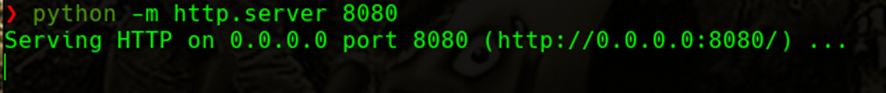 ❯ python -m http.server 8080
Serving HTTP on 0.0.0.0 port 8080 (http://0.0.0.0:8080/) ...